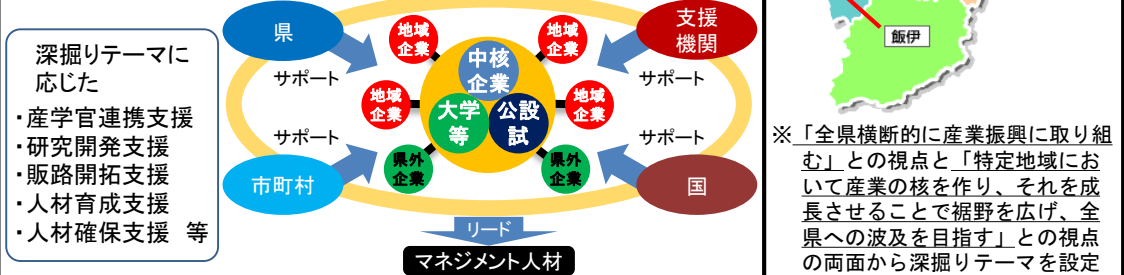 深掘りテーマに
応じた
・産学官連携支援
・研究開発支援
・販路開拓支援
・人材育成支援
・人材確保支援　等
県
支援
機関
市町村
国
サポート
サポート
サポート
サポート
地域
企業
地域
企業
地域
企業
地域
企業
県外
企業
県外
企業
中核
企業
大学
等
公設
試
リード
マネジメント人材
飯伊
※「全県横断的に産業振興に取り組
む」との視点と「特定地域にお
いて産業の核を作り、それを成
長させることで裾野を広げ、全
県への波及を目指す」との視点
の両面から深掘りテーマを設定